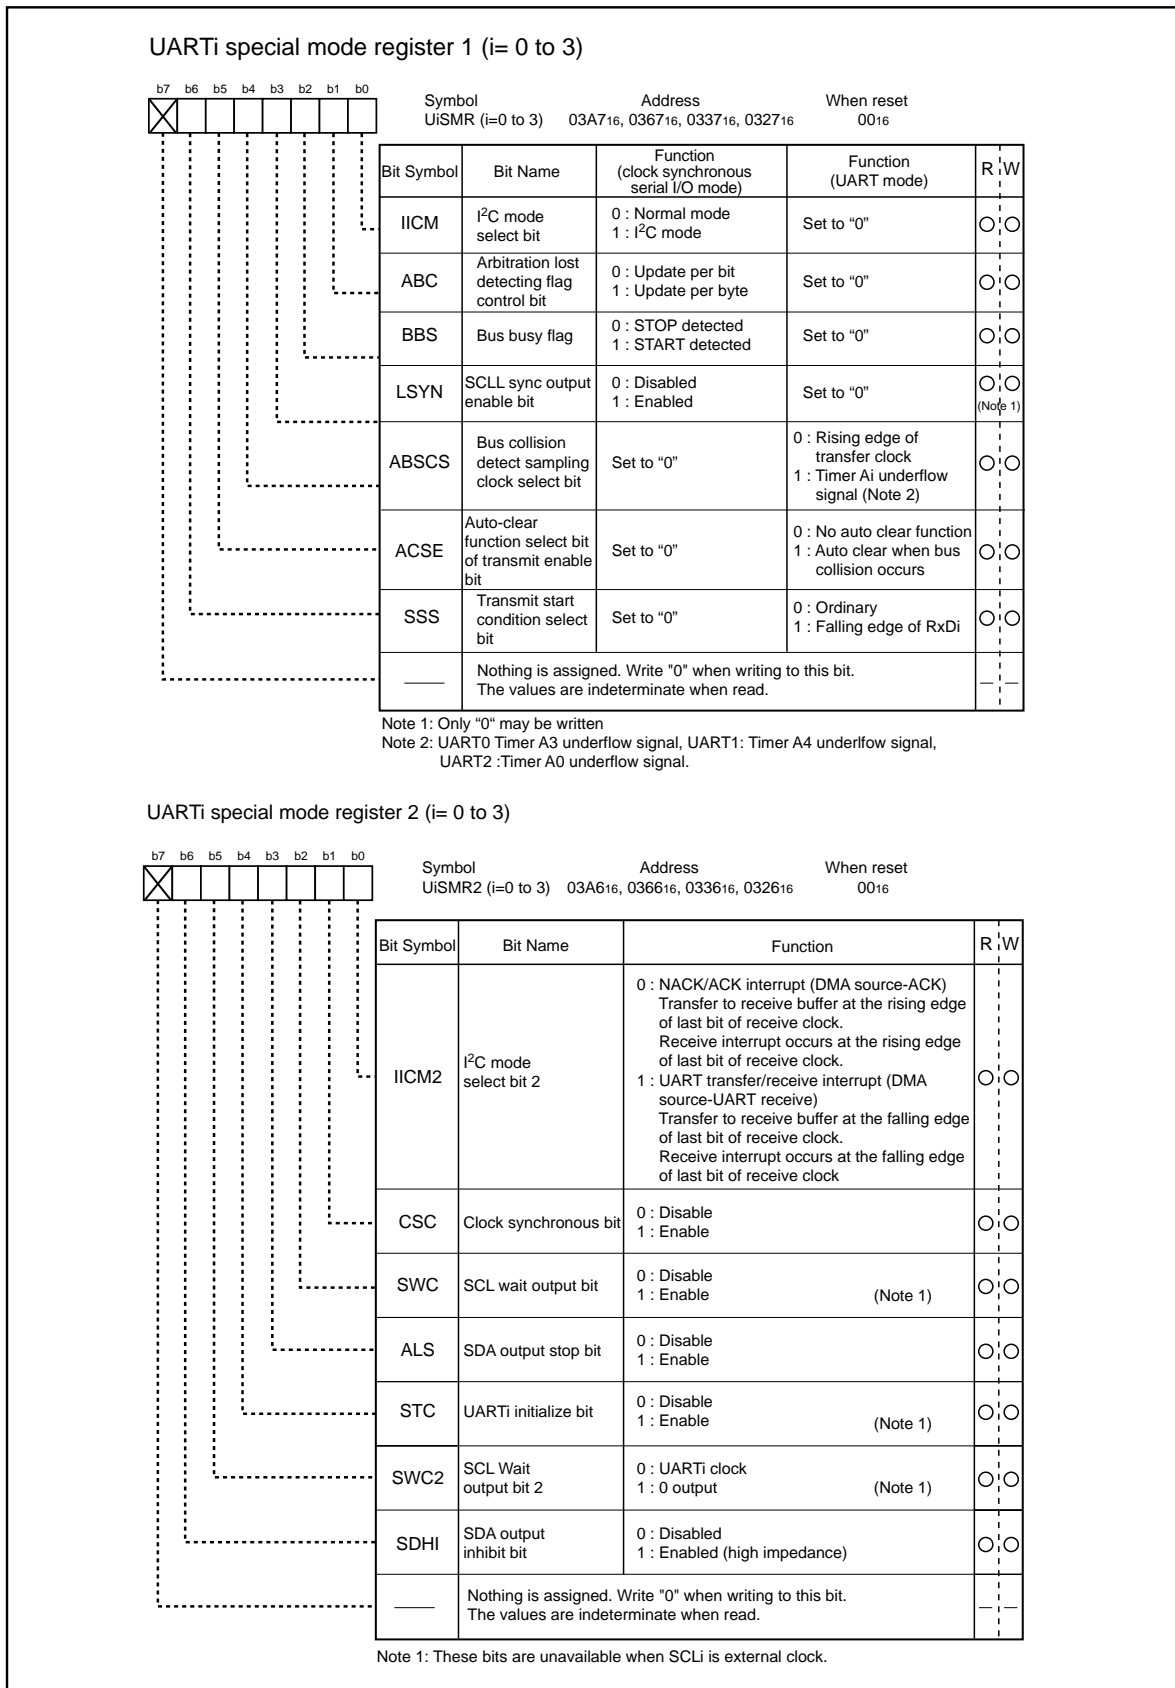 UARTi special mode register 1 (i= 0 to 3)
b7 b6 b5 b4 b3 b2 b1 b0
Symbol Address When reset
UiSMR (i=0 to 3) 03A716, 036716, 033716, 032716 0016
Bit Symbol Bit Name Function (clock synchronous serial I/O mode) Function (UART mode) R W
IICM I2C mode select bit 0 : Normal mode 1 : I2C mode Set to “0”
ABC Arbitration lost detecting flag control bit 0 : Update per bit 1 : Update per byte Set to “0”
BBS Bus busy flag 0 : STOP detected 1 : START detected Set to “0”
LSYN SCLL sync output enable bit 0 : Disabled 1 : Enabled Set to “0” (Note 1)
ABSCS Bus collision detect sampling clock select bit Set to “0” 0 : Rising edge of transfer clock 1 : Timer Ai underflow signal (Note 2)
ACSE Auto-clear function select bit of transmit enable bit Set to “0” 0 : No auto clear function 1 : Auto clear when bus collision occurs
SSS Transmit start condition select bit Set to “0” 0 : Ordinary 1 : Falling edge of RxDi
Nothing is assigned. Write "0" when writing to this bit.
The values are indeterminate when read.
Note 1: Only “0“ may be written
Note 2: UART0 Timer A3 underflow signal, UART1: Timer A4 underlfow signal,
UART2 :Timer A0 underflow signal.
UARTi special mode register 2 (i= 0 to 3)
b7 b6 b5 b4 b3 b2 b1 b0
Symbol Address When reset
UiSMR2 (i=0 to 3) 03A616, 036616, 033616, 032616 0016
Bit Symbol Bit Name Function R W
IICM2 I2C mode select bit 2
0 : NACK/ACK interrupt (DMA source-ACK)
Transfer to receive buffer at the rising edge
of last bit of receive clock.
Receive interrupt occurs at the rising edge
of last bit of receive clock.
1 : UART transfer/receive interrupt (DMA
source-UART receive)
Transfer to receive buffer at the falling edge
of last bit of receive clock.
Receive interrupt occurs at the falling edge
of last bit of receive clock
CSC Clock synchronous bit 0 : Disable 1 : Enable
SWC SCL wait output bit 0 : Disable 1 : Enable (Note 1)
ALS SDA output stop bit 0 : Disable 1 : Enable
STC UARTi initialize bit 0 : Disable 1 : Enable (Note 1)
SWC2 SCL Wait output bit 2 0 : UARTi clock 1 : 0 output (Note 1)
SDHI SDA output inhibit bit 0 : Disabled 1 : Enabled (high impedance)
Nothing is assigned. Write "0" when writing to this bit.
The values are indeterminate when read.
Note 1: These bits are unavailable when SCLi is external clock.